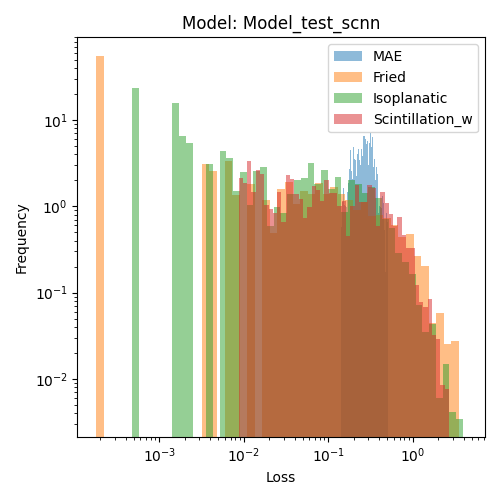 Model: Model_test_scnn
MAE
Fried
Isoplanatic
Scintillation_w
Frequency
10¹
10⁰
10⁻¹
10⁻²
10⁻³
10⁻²
10⁻¹
10⁰
Loss